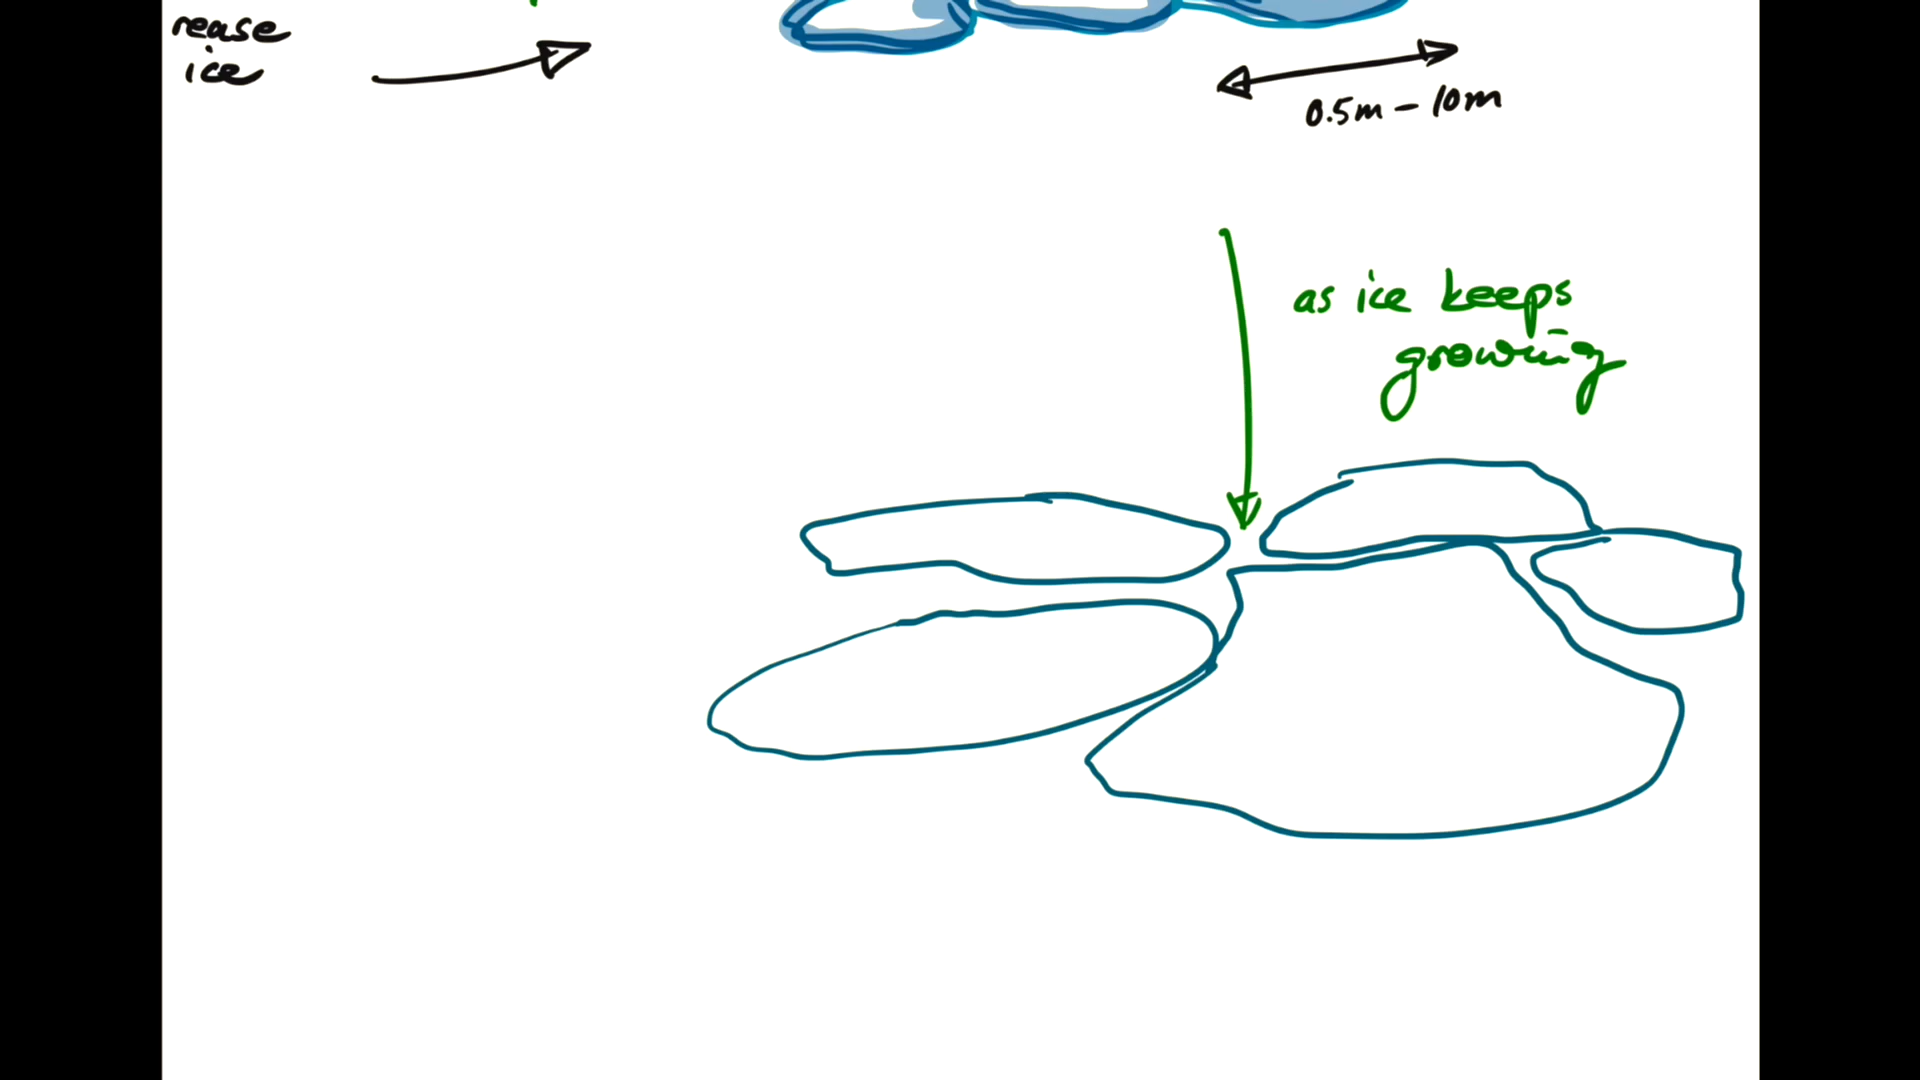 rease
ice
0.5m - 10m
as ice keeps
growing